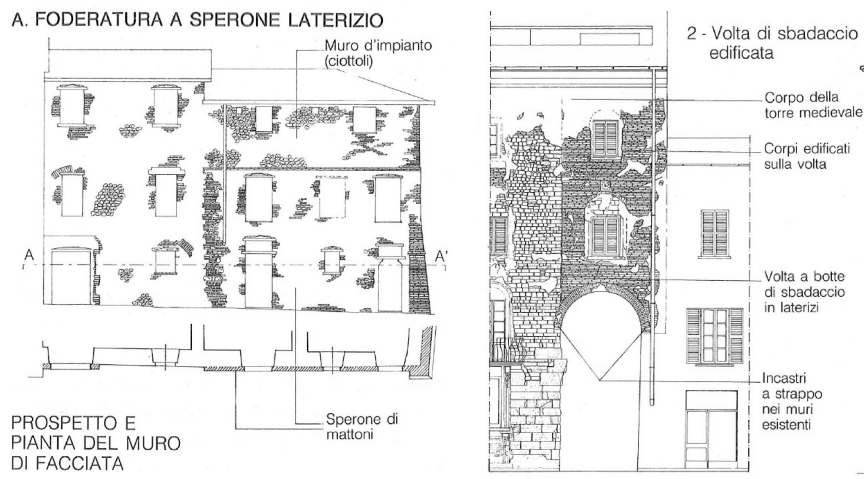 A. FODERATURA A SPERONE LATERIZIO
Muro d'impianto
(ciottoli)
A
A'
Sperone di
mattoni
PROSPETTO E
PIANTA DEL MURO
DI FACCIATA
2 - Volta di sbadaccio
edificata
Corpo della
torre medievale
Corpi edificati
sulla volta
Volta a botte
di sbadaccio
in laterizi
Incastri
a strappo
nei muri
esistenti